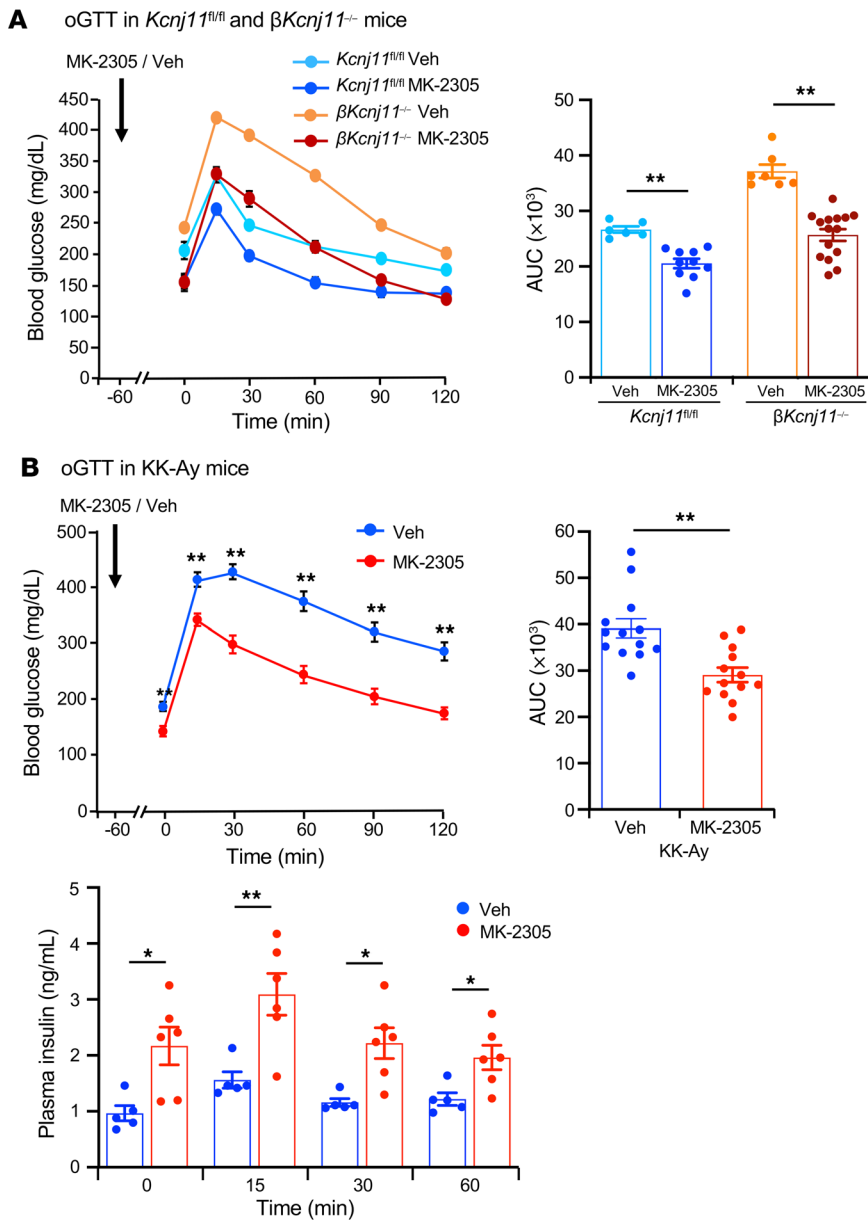 A oGTT in Kcnj11fl/fl and βKcnj11–/– mice
MK-2305 / Veh
Kcnj11fl/fl Veh
Kcnj11fl/fl MK-2305
βKcnj11–/– Veh
βKcnj11–/– MK-2305
Blood glucose (mg/dL)
450
400
350
300
250
200
150
100
50
0
-60 0 30 60 90 120
Time (min)
AUC (×10³)
50
40
30
20
10
0
** **
Veh MK-2305 Veh MK-2305
Kcnj11fl/fl βKcnj11–/–
B oGTT in KK-Ay mice
MK-2305 / Veh
Veh
MK-2305
Blood glucose (mg/dL)
500
400
300
200
100
0
** ** ** ** ** **
-60 0 30 60 90 120
Time (min)
AUC (×10³)
60
50
40
30
20
10
0
**
Veh MK-2305
KK-Ay
Plasma insulin (ng/mL)
5
4
3
2
1
0
* ** * *
Veh
MK-2305
0 15 30 60
Time (min)